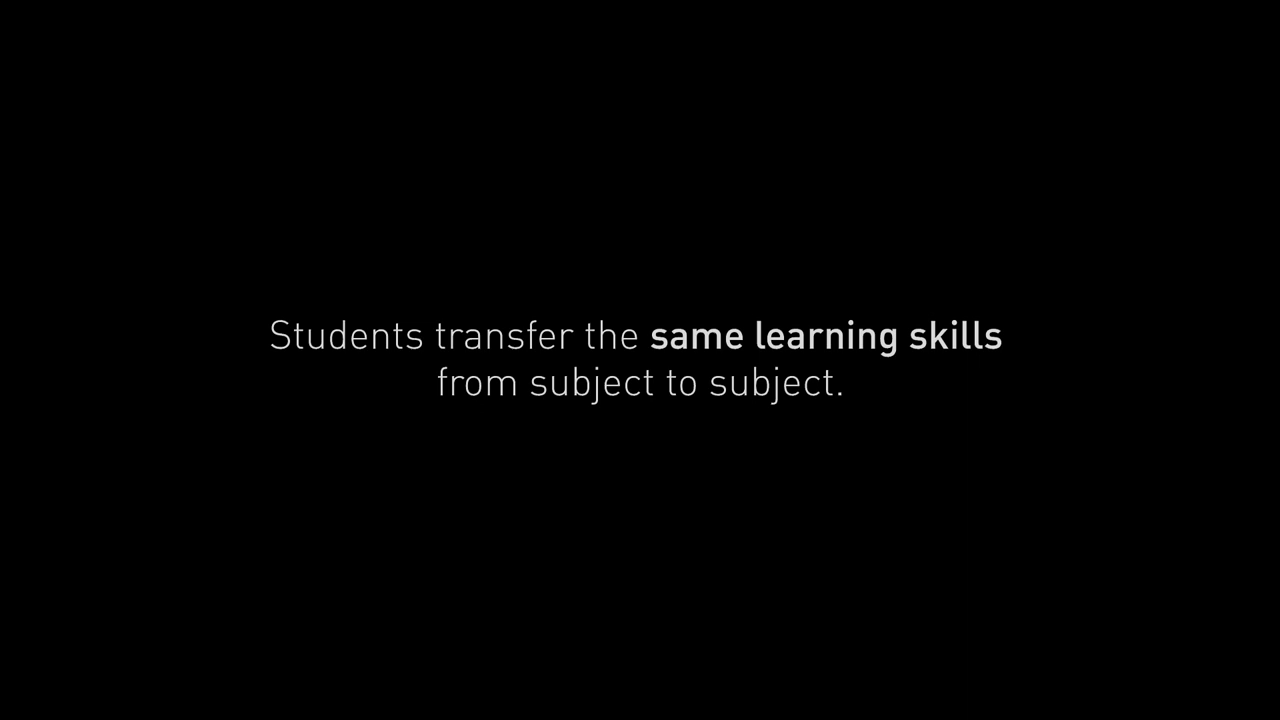 Students transfer the same learning skills
from subject to subject.